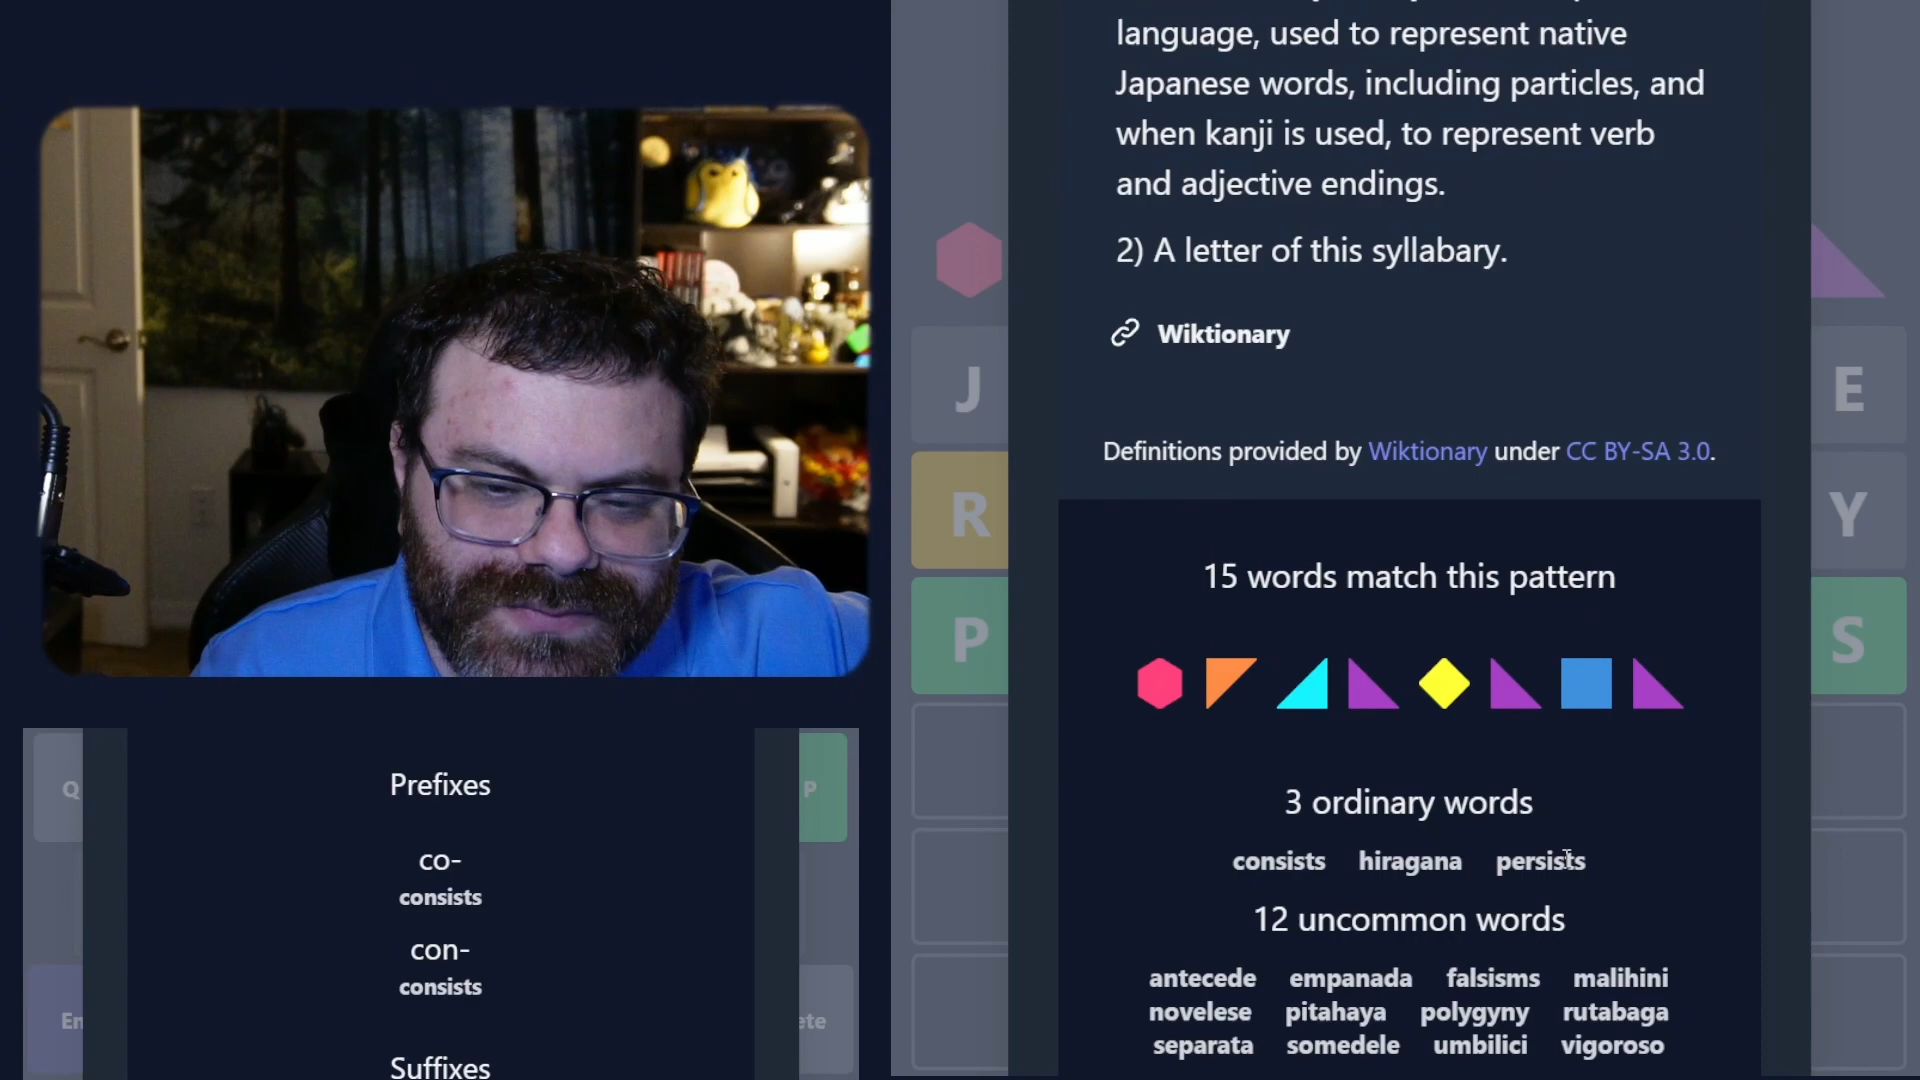 language, used to represent native
Japanese words, including particles, and
when kanji is used, to represent verb
and adjective endings.
2) A letter of this syllabary.
Wiktionary
Definitions provided by Wiktionary under CC BY-SA 3.0.
15 words match this pattern
3 ordinary words
consists hiragana persists
12 uncommon words
antecede empanada falsisms malihini
novelese pitahaya polygyny rutabaga
separata somedele umbilici vigoroso
J E
R Y
P S
Q P
En ete
Prefixes
co-
consists
con-
consists
Suffixes